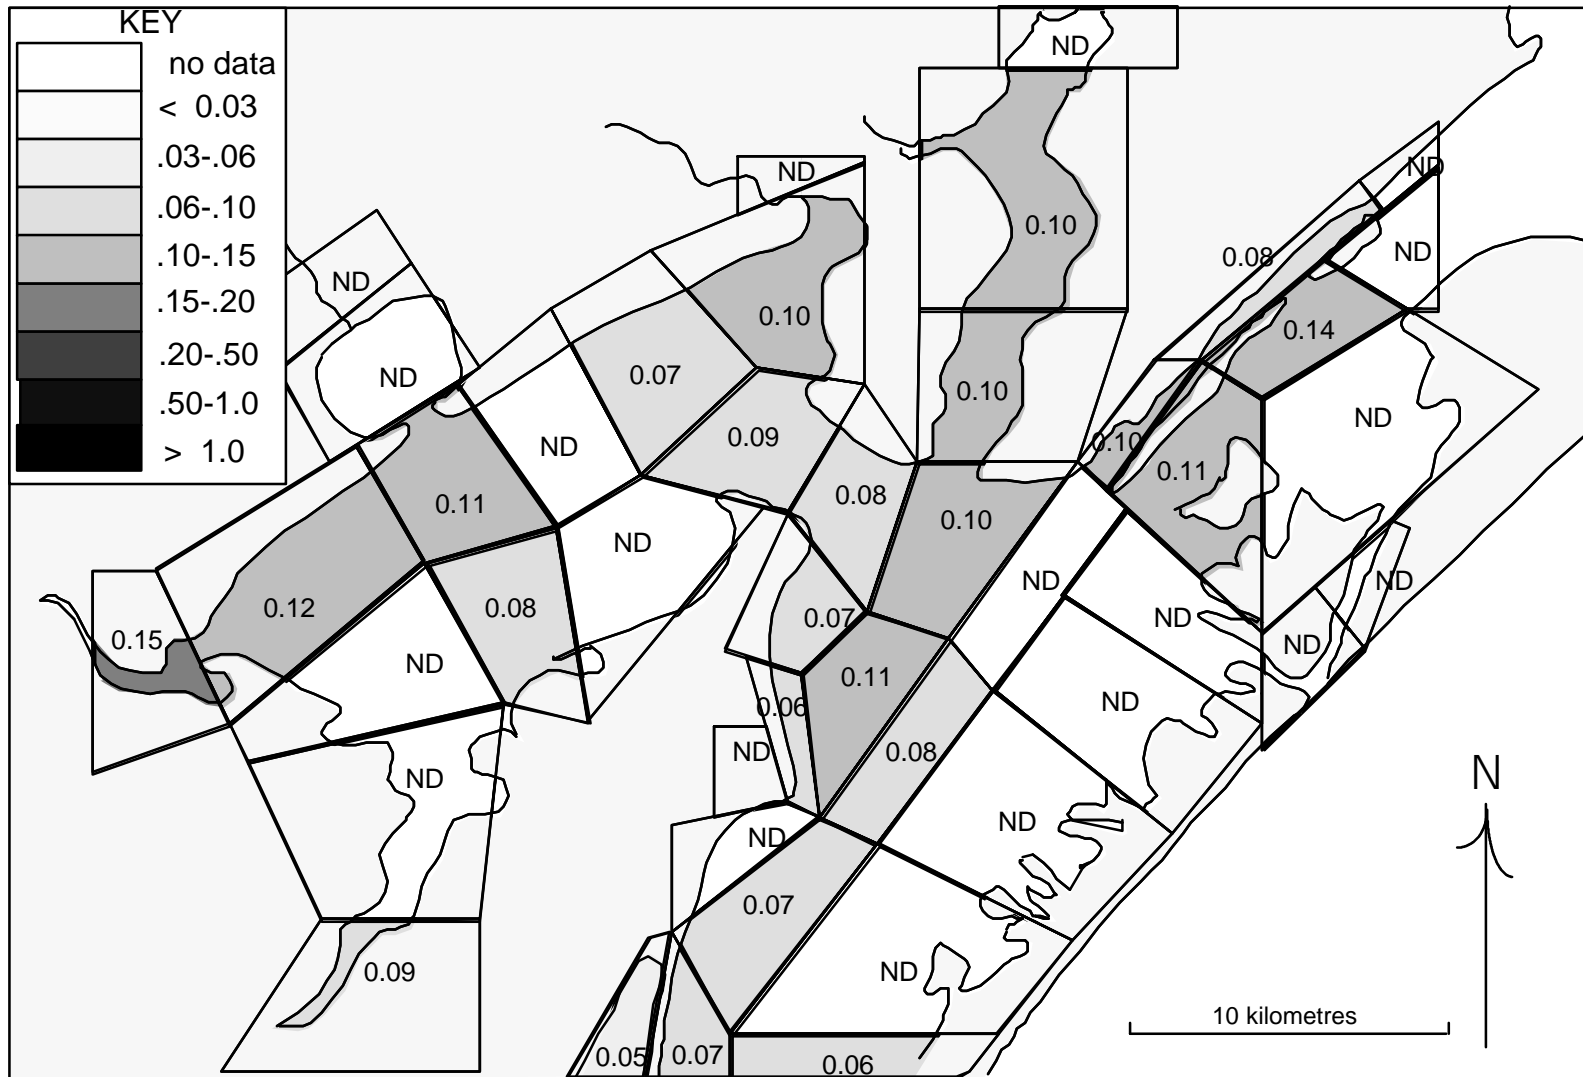 KEY
no data
< 0.03
.03-.06
.06-.10
.10-.15
.15-.20
.20-.50
.50-1.0
> 1.0
ND
ND
ND
0.10
0.08
ND
ND
0.10
0.14
0.07
ND
0.10
ND
0.09
0.10
ND
0.11
0.11
0.08
0.10
ND
ND
ND
0.12
0.08
0.07
ND
0.15
ND
ND
0.11
0.06
ND
ND
0.08
ND
N
ND
ND
0.07
0.09
ND
10 kilometres
0.05
0.07
0.06